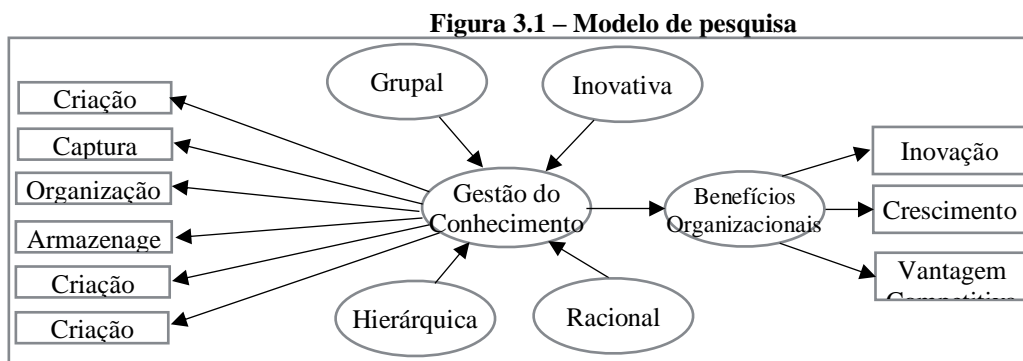 Figura 3.1 – Modelo de pesquisa
Grupal
Inovativa
Criação
Captura
Organização
Armazenage
Criação
Criação
Gestão do
Conhecimento
Benefícios
Organizacionais
Inovação
Crescimento
Vantagem
Competitiva
Hierárquica
Racional